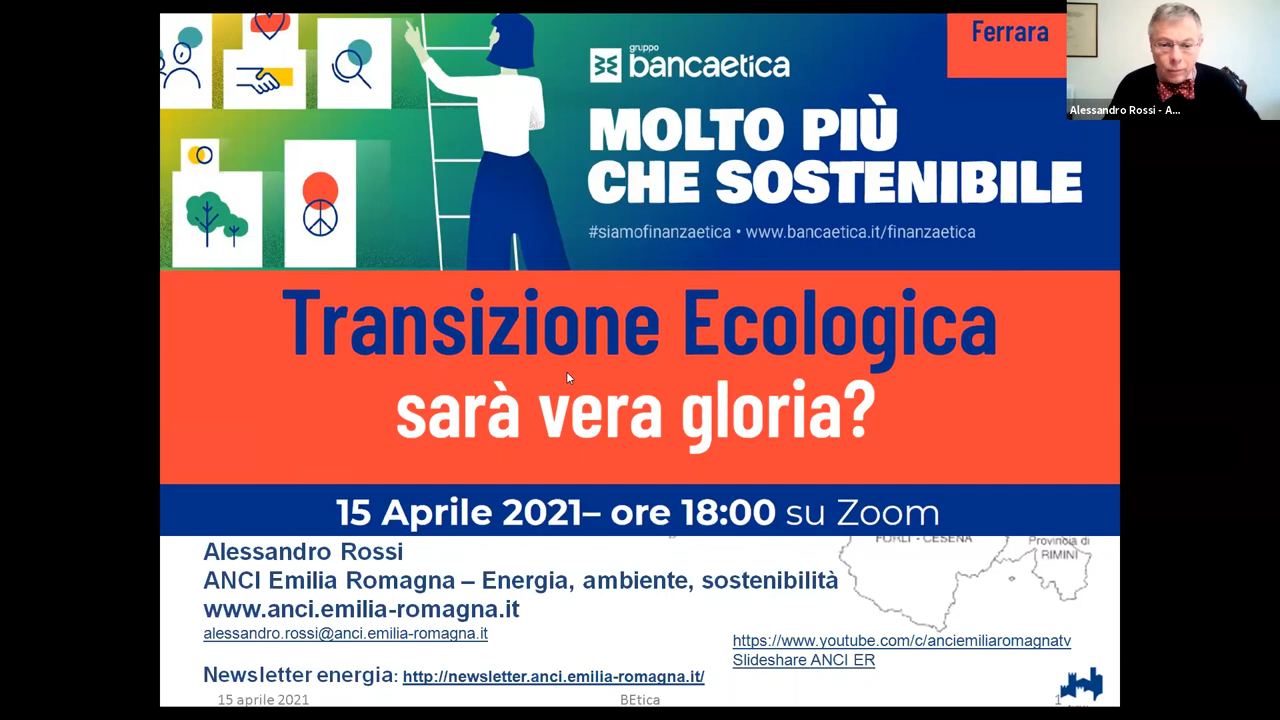 Ferrara
gruppo
bancaetica
MOLTO PIÙ
CHE SOSTENIBILE
#siamofinanzaetica • www.bancaetica.it/finanzaetica
Alessandro Rossi - A...
Transizione Ecologica
sarà vera gloria?
15 Aprile 2021– ore 18:00 su Zoom
FORLÌ - CESENA
Provincia di
RIMINI
Alessandro Rossi
ANCI Emilia Romagna – Energia, ambiente, sostenibilità
www.anci.emilia-romagna.it
alessandro.rossi@anci.emilia-romagna.it
https://www.youtube.com/c/anciemiliaromagnatv
Slideshare ANCI ER
Newsletter energia: http://newsletter.anci.emilia-romagna.it/
15 aprile 2021
BEtica
1